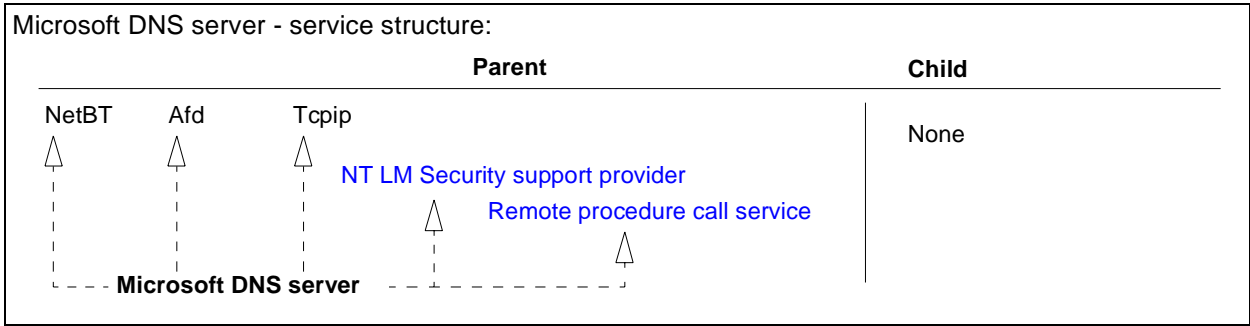 Microsoft DNS server - service structure:
Parent Child
NetBT Afd Tcpip
None
NT LM Security support provider
Remote procedure call service
Microsoft DNS server